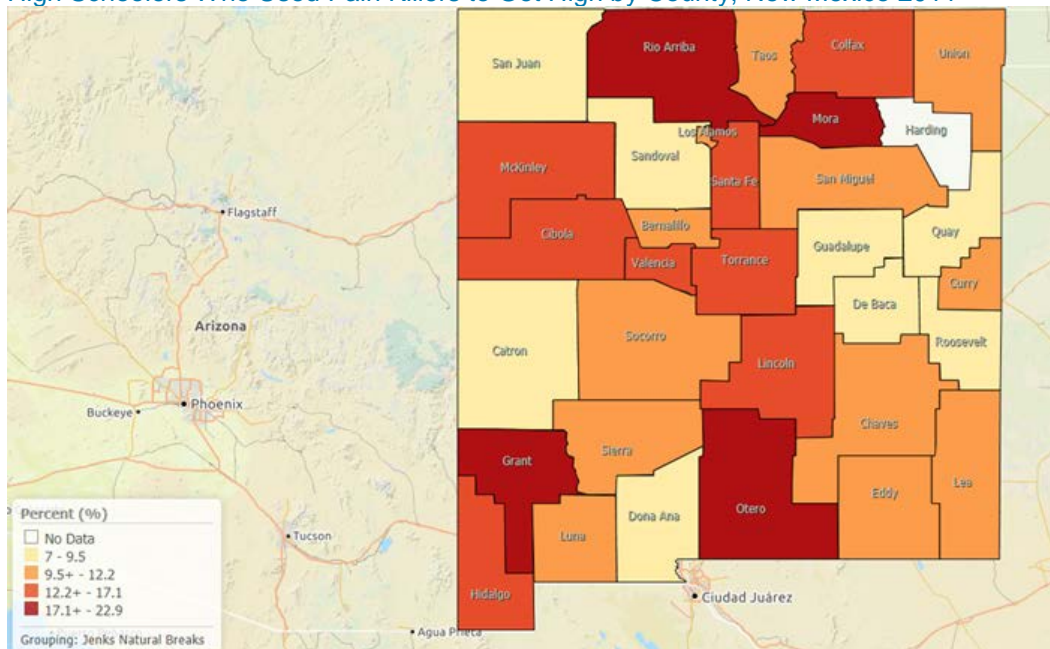 San Juan
Rio Arriba
Taos
Colfax
Union
Mora
Harding
Los Alamos
Sandoval
McKinley
Santa Fe
San Miguel
Flagstaff
Cibola
Bernalillo
Guadalupe
Quay
Valencia
Torrance
Curry
De Baca
Arizona
Catron
Socorro
Roosevelt
Lincoln
Phoenix
Buckeye
Chaves
Sierra
Grant
Lea
Eddy
Otero
Dona Ana
Luna
Percent (%)
No Data
7 - 9.5
9.5+ - 12.2
12.2+ - 17.1
17.1+ - 22.9
Grouping: Jenks Natural Breaks
Tucson
Hidalgo
Ciudad Juárez
Agua Prieta